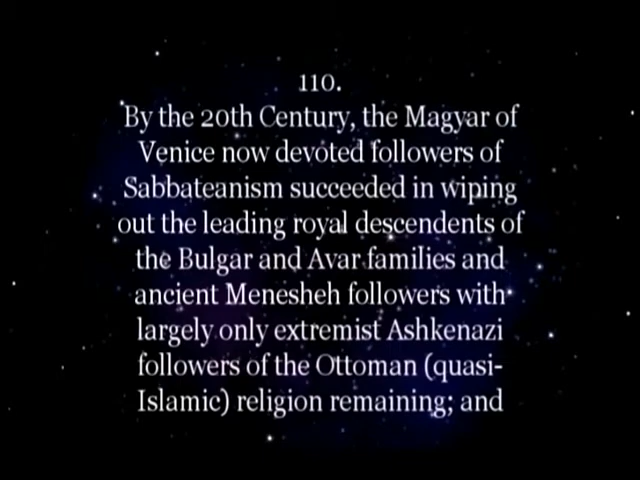 110.
By the 20th Century, the Magyar of
Venice now devoted followers of
Sabbateanism succeeded in wiping
out the leading royal descendents of
the Bulgar and Avar families and
ancient Menesheh followers with
largely only extremist Ashkenazi
followers of the Ottoman (quasi-
Islamic) religion remaining; and